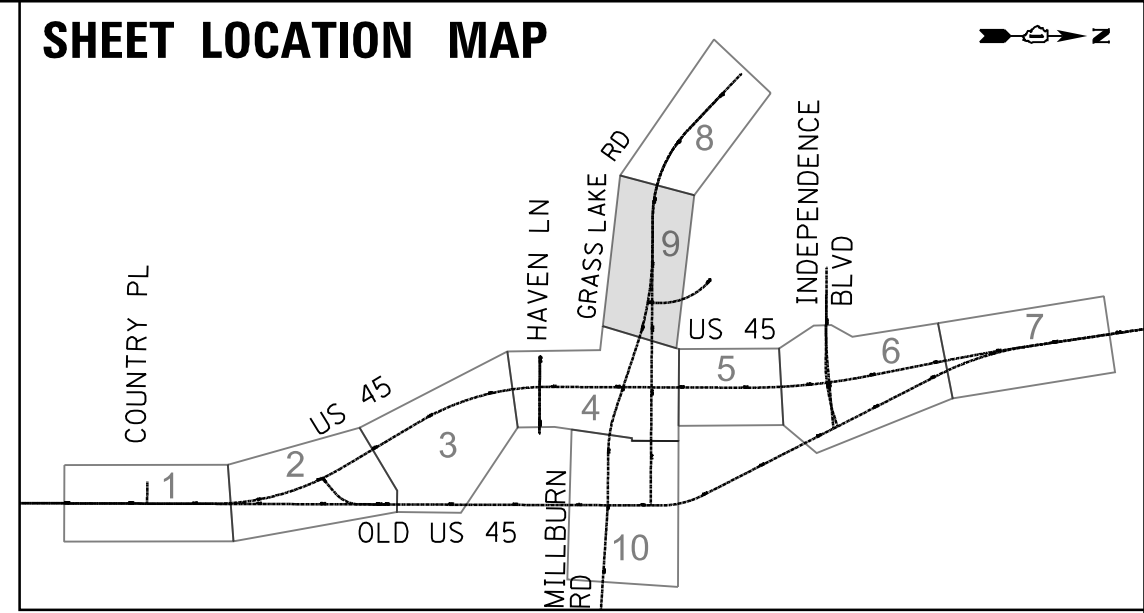 SHEET LOCATION MAP
N
8
GRASS LAKE RD
INDEPENDENCE
BLVD
HAVEN LN
9
COUNTRY PL
US 45
7
6
5
US 45
4
3
2
1
OLD US 45
MILLBURN
RD
10